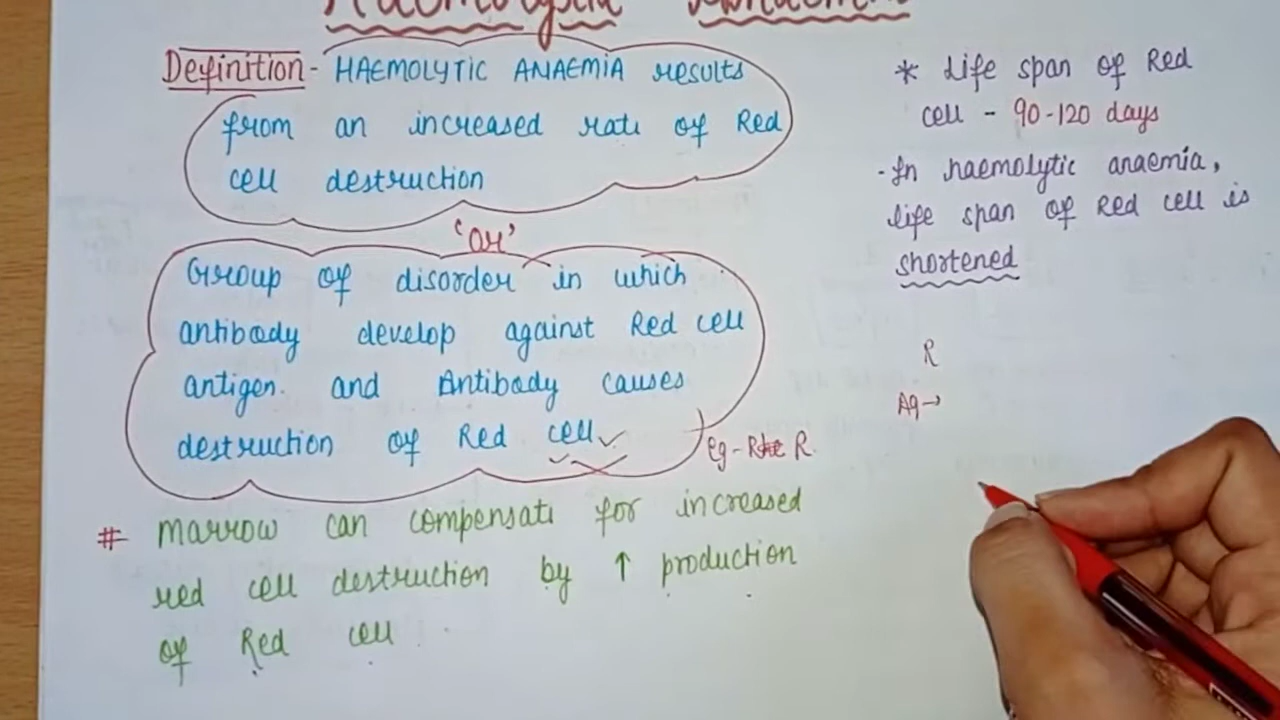 Haemolytic Anaemia
Definition - HAEMOLYTIC ANAEMIA results
from an increased rate of Red
cell destruction
'Or'
Group of disorder in which
antibody develop against Red cell
antigen. and Antibody causes
destruction of Red cell
eg - R
# marrow can compensate for increased
red cell destruction by ↑ production
of Red cell
* Life span of Red
cell - 90-120 days
- In haemolytic anaemia,
life span of Red cell is
shortened
R
Ag→